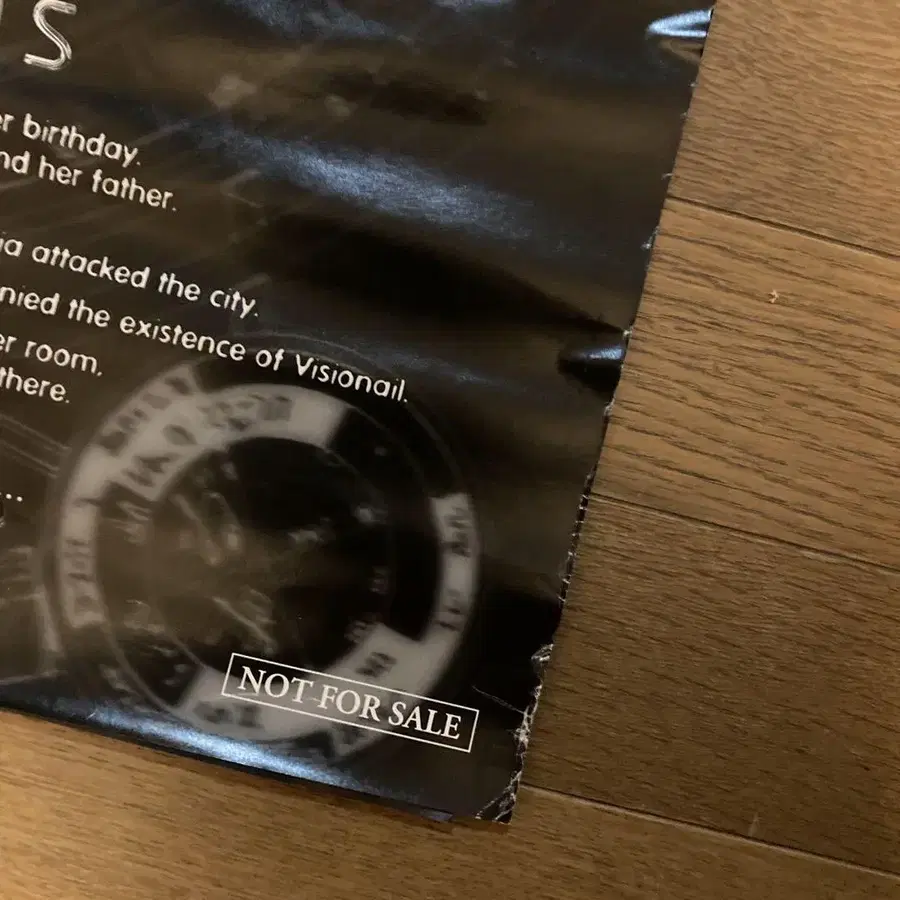 S
er birthday.
nd her father.
ia attacked the city.
nied the existence of Visionail.
er room,
there.
...
NOT FOR SALE